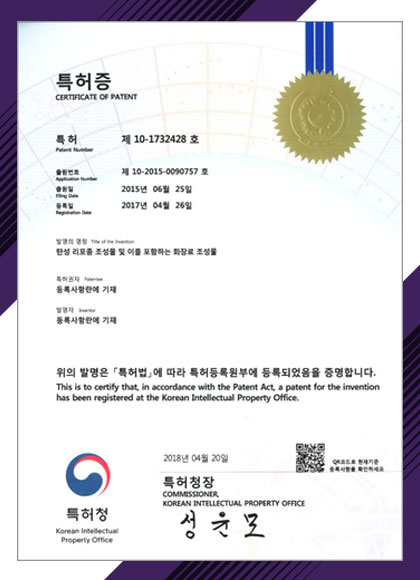 특허증
CERTIFICATE OF PATENT
특 허 제 10-1732428 호
Patent Number
출원번호 제 10-2015-0090757 호
Application Number
출원일 2015년 06월 25일
Filing Date
등록일 2017년 04월 26일
Registration Date
발명의 명칭 Title of the Invention
탄성 리포좀 조성물 및 이를 포함하는 화장료 조성물
특허권자 Patentee
등록사항란에 기재
발명자 Inventor
등록사항란에 기재
위의 발명은 「특허법」에 따라 특허등록원부에 등록되었음을 증명합니다.
This is to certify that, in accordance with the Patent Act, a patent for the invention
has been registered at the Korean Intellectual Property Office.
2018년 04월 20일
QR코드로 현재기준
등록사항을 확인하세요
특허청장
COMMISSIONER,
KOREAN INTELLECTUAL PROPERTY OFFICE
성윤모
특허청
Korean Intellectual
Property Office